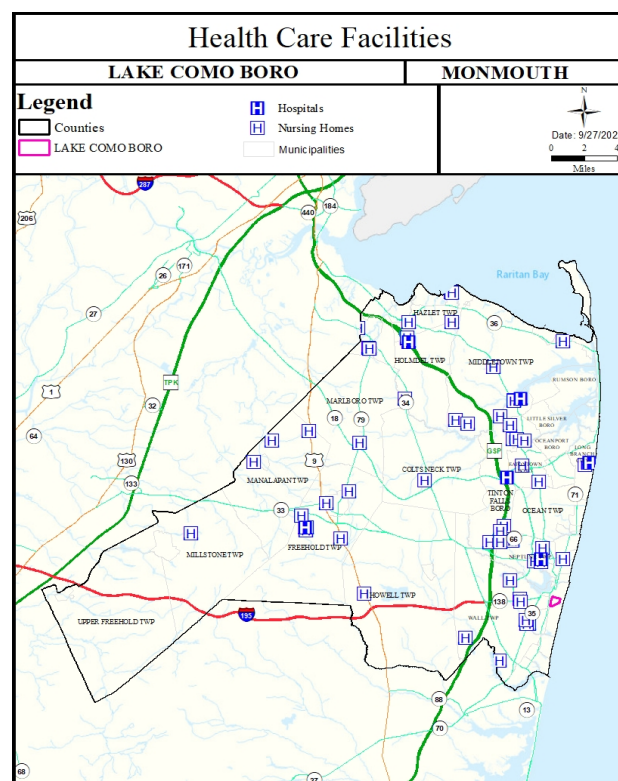 Health Care Facilities
LAKE COMO BORO
MONMOUTH
Legend
Counties
LAKE COMO BORO
Hospitals
Nursing Homes
Municipalities
N
Date: 9/27/202
0 2 4
Miles
287
206
440
184
171
26
27
Raritan Bay
HAZLET TWP
36
HOLMDEL TWP
MIDDLETOWN TWP
TPK
1
RUMSON BORO
32
MARLBORO TWP
34
18
79
LITTLE SILVER
BORO
64
OCEANPORT
BORO
LONG
BRANCH
130
9
GSP
133
MANALAPAN TWP
COLTS NECK TWP
TINTON
FALLS
BORO
71
33
OCEAN TWP
MILLSTONE TWP
FREEHOLD TWP
66
HOWELL TWP
138
35
195
UPPER FREEHOLD TWP
WALL TWP
88
13
70
68
37